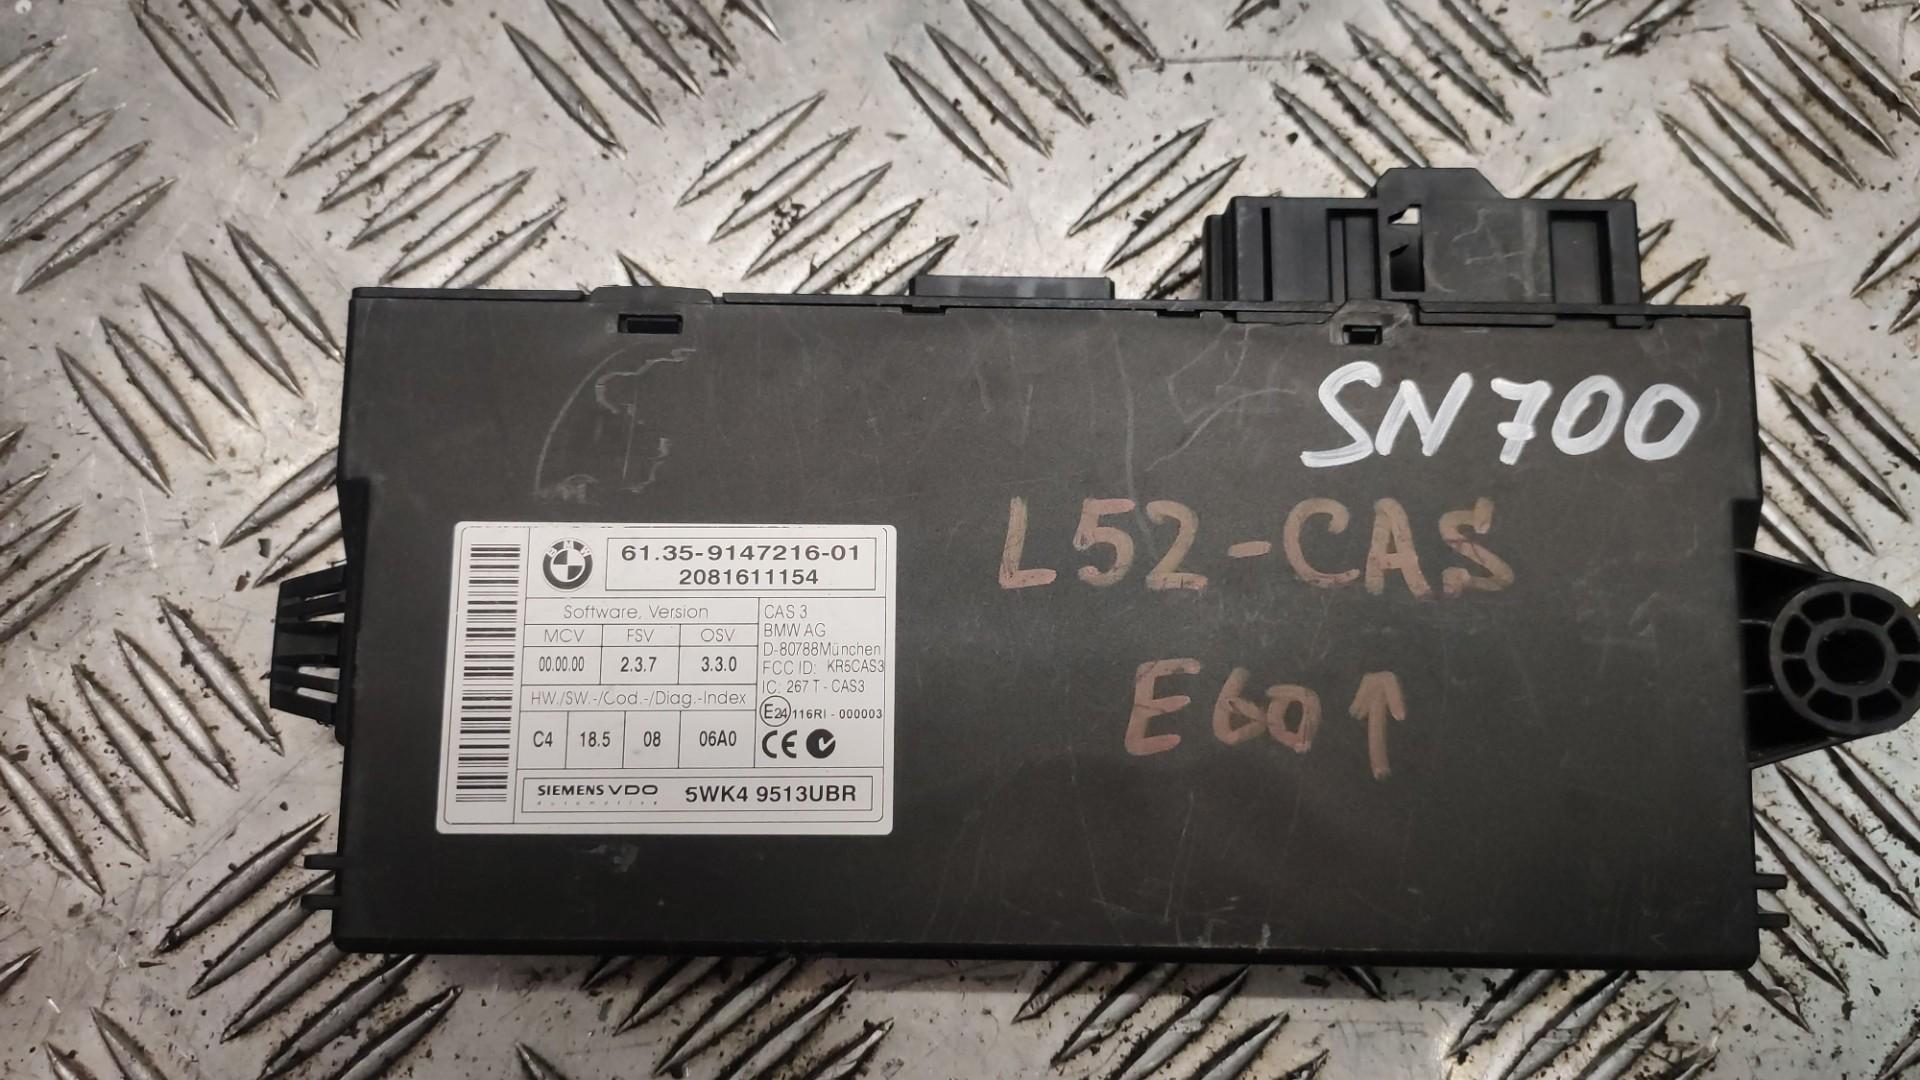 SN700
L52-CAS
E60↑
BMW
61.35-9147216-01
2081611154
Software, Version
MCV FSV OSV
00.00.00 2.3.7 3.3.0
HW./SW.-/Cod.-/Diag.-Index
C4 18.5 08 06A0
CAS 3
BMW AG
D-80788München
FCC ID: KR5CAS3
IC: 267 T - CAS3
E24 116RI - 000003
CE
SIEMENS VDO
Automotive
5WK4 9513UBR